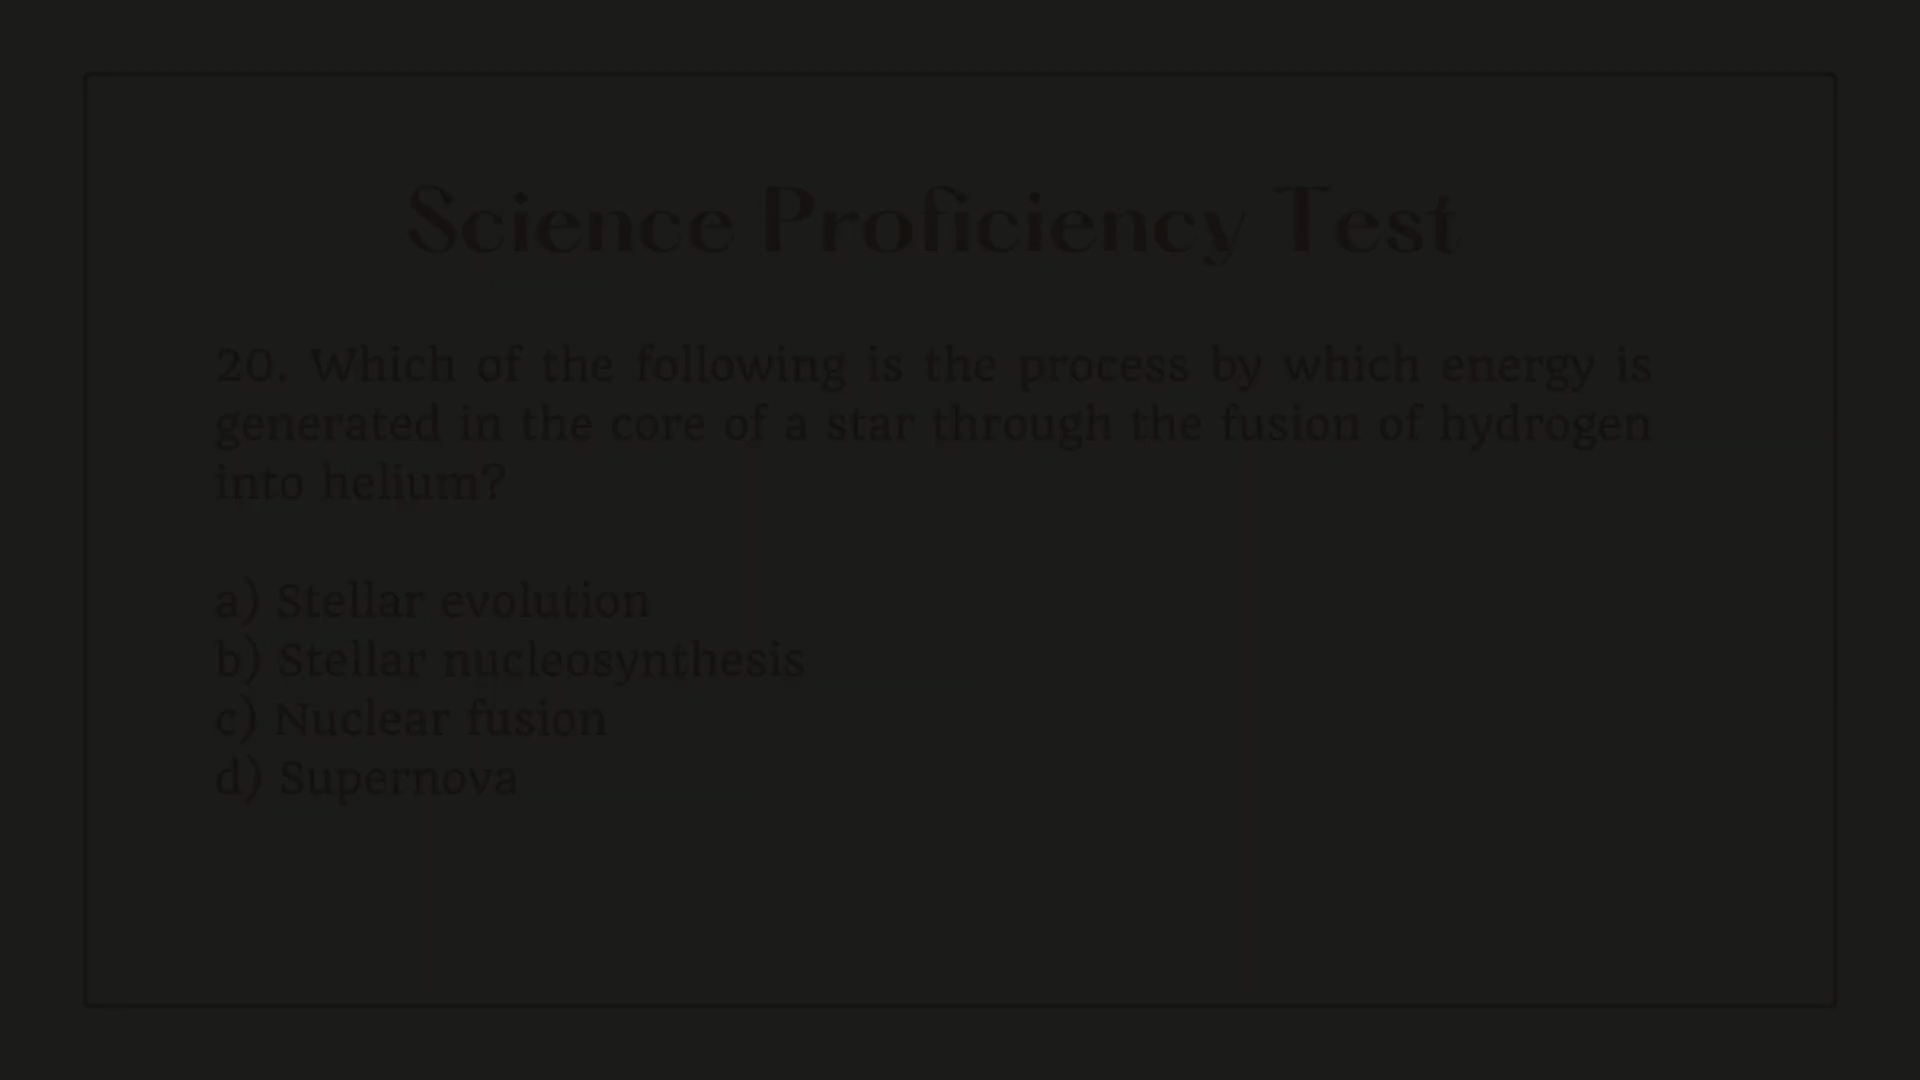 Science Proficiency Test
20. Which of the following is the process by which energy is
generated in the core of a star through the fusion of hydrogen
into helium?
a) Stellar evolution
b) Stellar nucleosynthesis
c) Nuclear fusion
d) Supernova